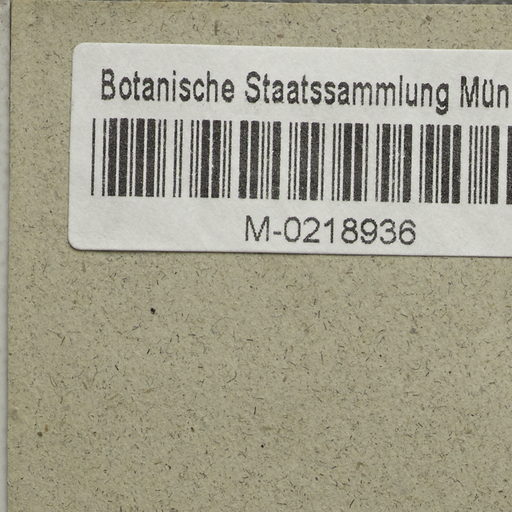 Botanische Staatssammlung Mün
M-0218936